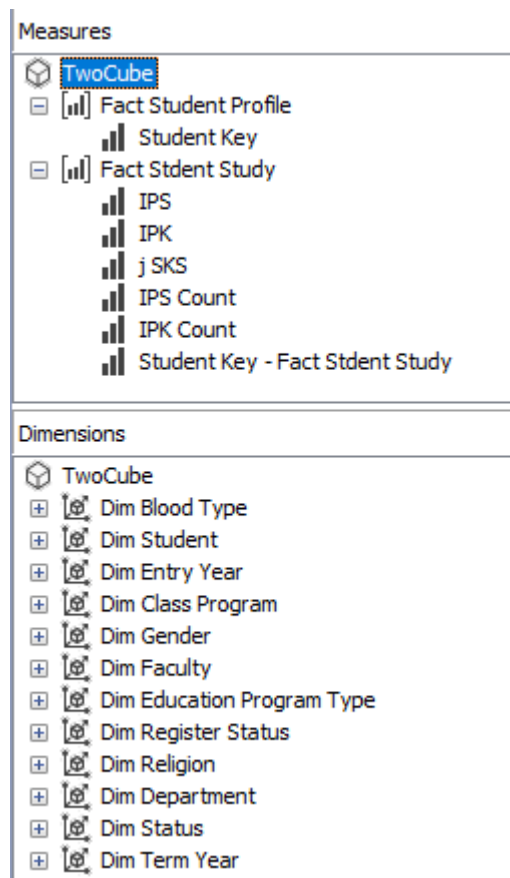 Measures
TwoCube
Fact Student Profile
Student Key
Fact Stdent Study
IPS
IPK
j SKS
IPS Count
IPK Count
Student Key - Fact Stdent Study
Dimensions
TwoCube
Dim Blood Type
Dim Student
Dim Entry Year
Dim Class Program
Dim Gender
Dim Faculty
Dim Education Program Type
Dim Register Status
Dim Religion
Dim Department
Dim Status
Dim Term Year